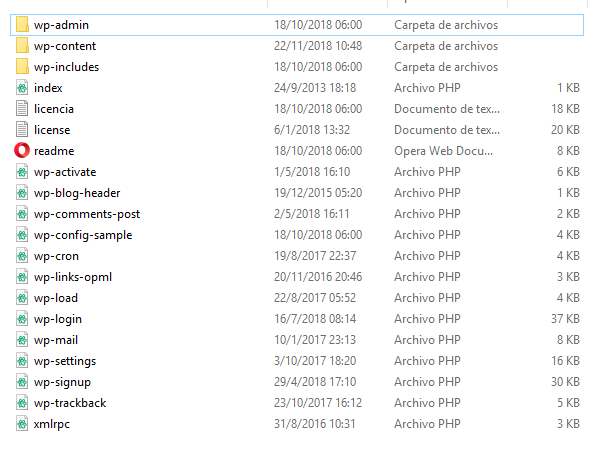 wp-admin 18/10/2018 06:00 Carpeta de archivos
wp-content 22/11/2018 10:48 Carpeta de archivos
wp-includes 18/10/2018 06:00 Carpeta de archivos
index 24/9/2013 18:18 Archivo PHP 1 KB
licencia 18/10/2018 06:00 Documento de tex... 18 KB
license 6/1/2018 13:32 Documento de tex... 20 KB
readme 18/10/2018 06:00 Opera Web Docu... 8 KB
wp-activate 1/5/2018 16:10 Archivo PHP 6 KB
wp-blog-header 19/12/2015 05:20 Archivo PHP 1 KB
wp-comments-post 2/5/2018 16:11 Archivo PHP 2 KB
wp-config-sample 18/10/2018 06:00 Archivo PHP 4 KB
wp-cron 19/8/2017 22:37 Archivo PHP 4 KB
wp-links-opml 20/11/2016 20:46 Archivo PHP 3 KB
wp-load 22/8/2017 05:52 Archivo PHP 4 KB
wp-login 16/7/2018 08:14 Archivo PHP 37 KB
wp-mail 10/1/2017 23:13 Archivo PHP 8 KB
wp-settings 3/10/2017 18:20 Archivo PHP 16 KB
wp-signup 29/4/2018 17:10 Archivo PHP 30 KB
wp-trackback 23/10/2017 16:12 Archivo PHP 5 KB
xmlrpc 31/8/2016 10:31 Archivo PHP 3 KB